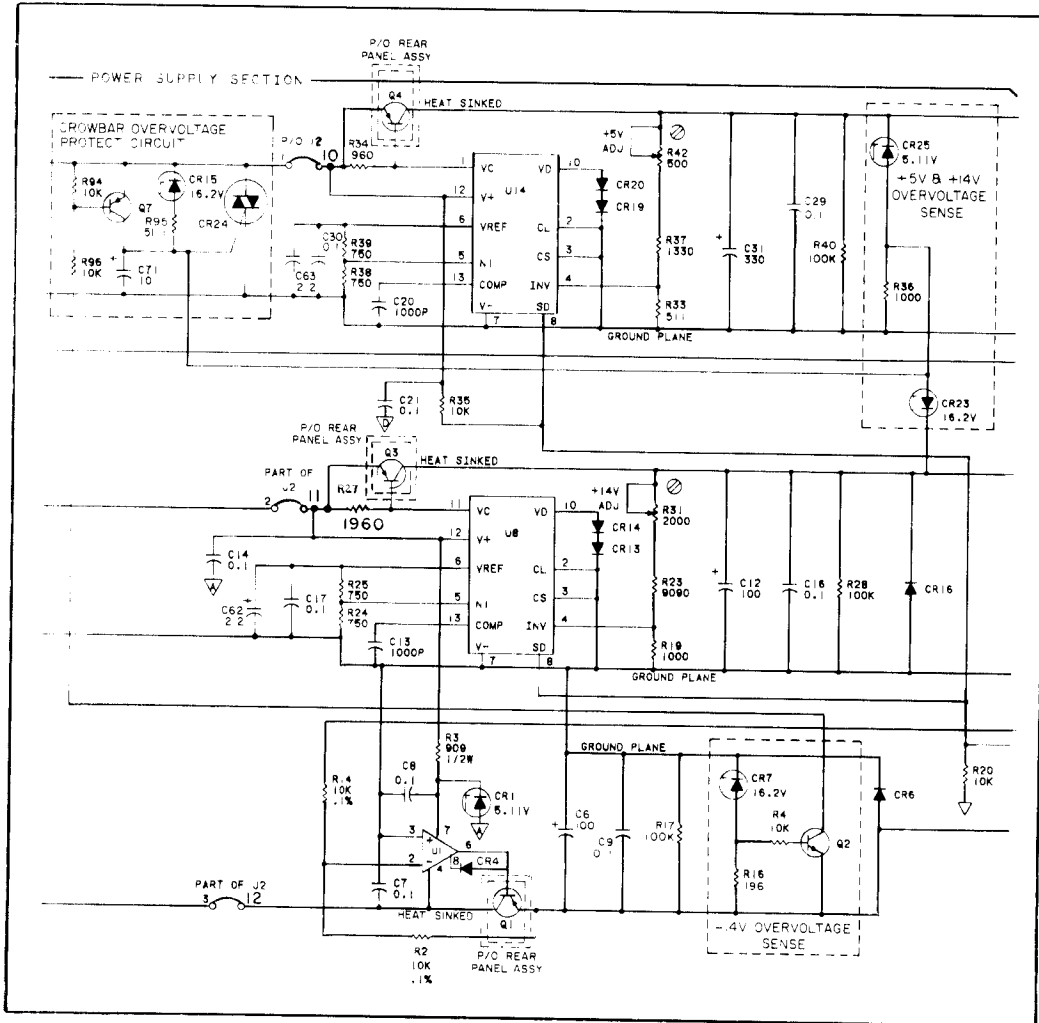 P/O REAR
PANEL ASSY
POWER SUPPLY SECTION
Q4
HEAT SINKED
CROWBAR OVERVOLTAGE
PROTECT CIRCUIT
P/O J2
1
10
R34
960
+5V
ADJ
R42
500
CR25
5.11V
+5V & +14V
OVERVOLTAGE
SENSE
R94
10K
Q7
CR15
16.2V
R95
CR24
R96
10K
C71
10
1
VC
12
V+
6
VREF
5
NI
13
COMP
V-
7
U14
VD
10
CL
2
CS
3
INV
4
SD
8
CR20
CR19
C30
0.1
C63
2.2
R39
750
R38
750
C20
1000P
R37
1330
R33
511
C31
330
C29
0.1
R40
100K
R36
1000
GROUND PLANE
C21
0.1
D
R35
10K
CR23
16.2V
P/O REAR
PANEL ASSY
Q3
HEAT SINKED
PART OF
J2
2
11
R27
1960
+14V
ADJ
R31
2000
11
VC
12
V+
6
VREF
5
NI
13
COMP
V-
7
U8
VD
10
CL
2
CS
3
INV
4
SD
8
CR14
CR13
C14
0.1
A
C62
2.2
C17
0.1
R25
750
R24
750
C13
1000P
R23
9090
R19
1000
C12
100
C16
0.1
R28
100K
CR16
GROUND PLANE
R3
909
1/2W
GROUND PLANE
R14
10K
.1%
C8
0.1
CR1
5.11V
A
3
2
7
6
8
4
U1
CR4
C7
0.1
C6
100
C9
0.1
R17
100K
CR7
16.2V
R4
10K
Q2
R16
196
CR6
R20
10K
PART OF J2
3
12
HEAT SINKED
Q1
R2
10K
.1%
P/O REAR
PANEL ASSY
OVERVOLTAGE
SENSE